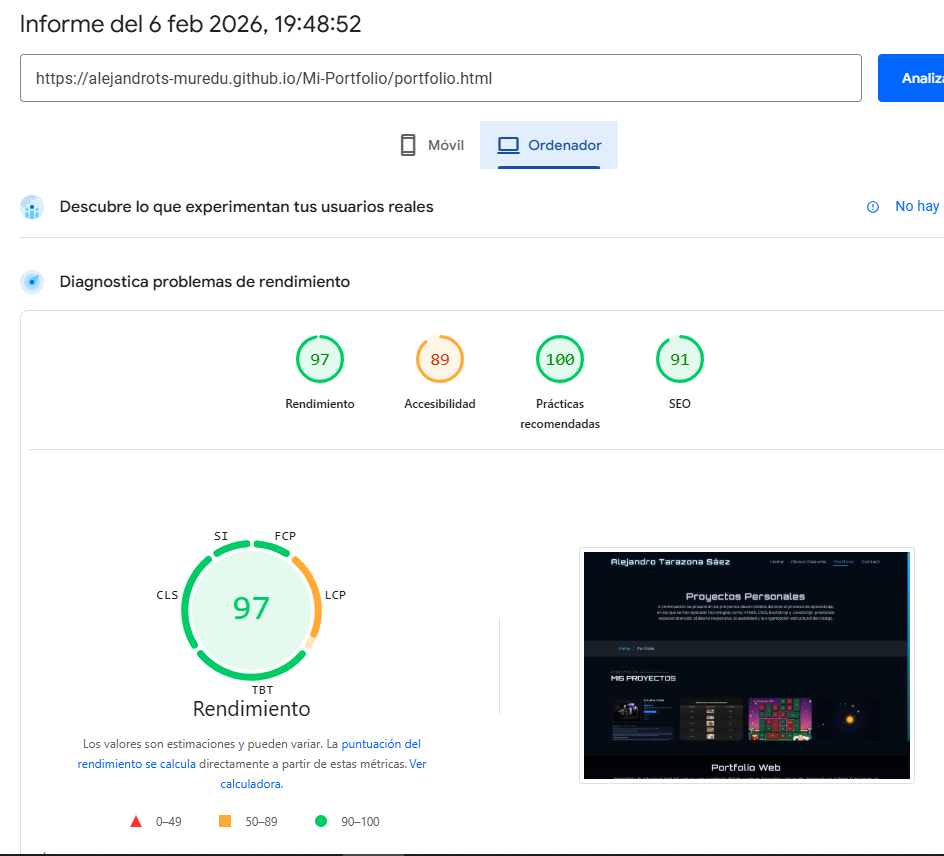 Informe del 6 feb 2026, 19:48:52
https://alejandrots-muredu.github.io/Mi-Portfolio/portfolio.html
Analiza
Móvil
Ordenador
Descubre lo que experimentan tus usuarios reales
No hay
Diagnostica problemas de rendimiento
97
89
100
91
Rendimiento
Accesibilidad
Prácticas
recomendadas
SEO
SI
FCP
CLS
LCP
97
TBT
Rendimiento
Los valores son estimaciones y pueden variar. La puntuación del
rendimiento se calcula directamente a partir de estas métricas. Ver
calculadora.
0–49
50–89
90–100
Alejandro Tarazona Sáez
Home
About/Resume
Portfolio
Contact
Proyectos Personales
Home / Portfolio
MIS PROYECTOS
Portfolio Web